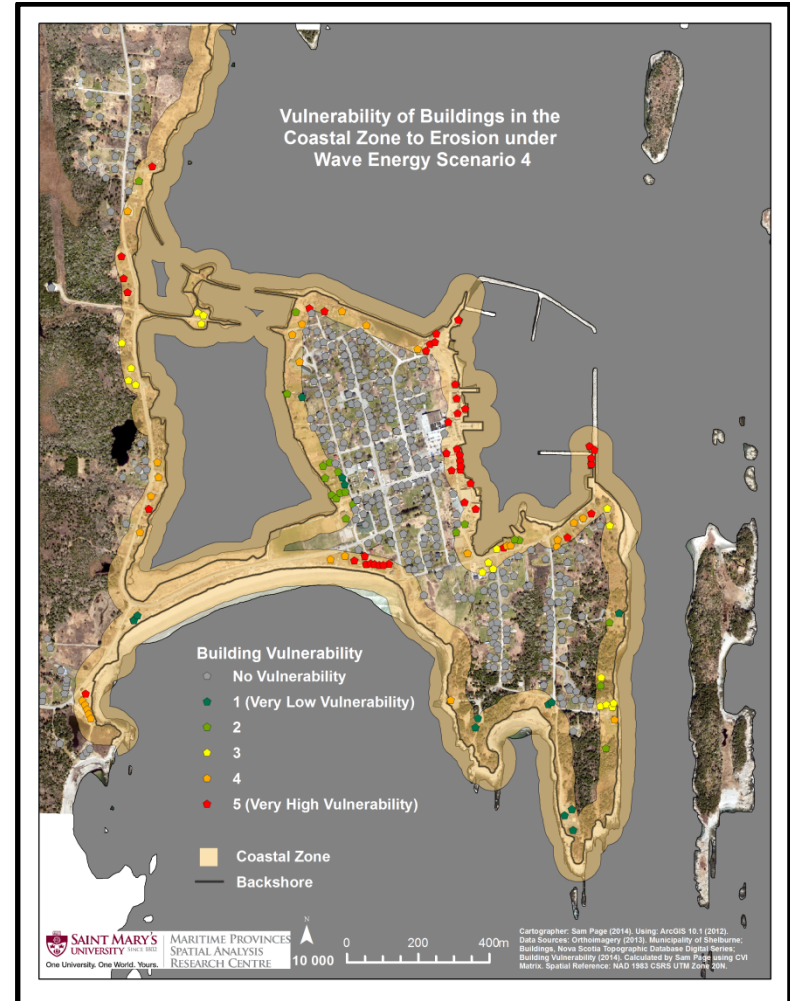 Vulnerability of Buildings in the
Coastal Zone to Erosion under
Wave Energy Scenario 4
Building Vulnerability
No Vulnerability
1 (Very Low Vulnerability)
2
3
4
5 (Very High Vulnerability)
Coastal Zone
Backshore
SAINT MARY'S
UNIVERSITY SINCE 1802
One University. One World. Yours.
MARITIME PROVINCES
SPATIAL ANALYSIS
RESEARCH CENTRE
N
10 000
0 200 400m
Cartographer: Sam Page (2014). Using: ArcGIS 10.1 (2012).
Data Sources: Orthoimagery (2013). Municipality of Shelburne;
Buildings, Nova Scotia Topographic Database Digital Series;
Building Vulnerability (2014). Calculated by Sam Page using CVI
Matrix. Spatial Reference: NAD 1983 CSRS UTM Zone 20N.